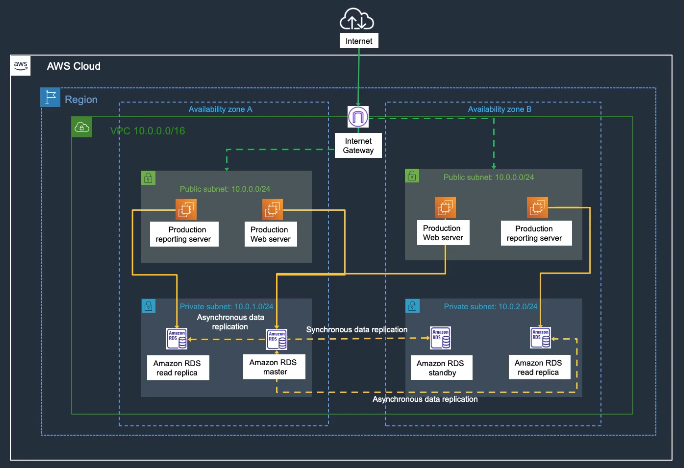 Internet
aws
AWS Cloud
Region
Availability zone A
Availability zone B
VPC 10.0.0.0/16
Internet
Gateway
Public subnet: 10.0.0.0/24
Public subnet: 10.0.0.0/24
Production
reporting server
Production
Web server
Production
Web server
Production
reporting server
Private subnet: 10.0.1.0/24
Private subnet: 10.0.2.0/24
Asynchronous data
replication
Synchronous data replication
Amazon
RDS
Amazon
RDS
Amazon
RDS
Amazon
RDS
Amazon RDS
read replica
Amazon RDS
master
Amazon RDS
standby
Amazon RDS
read replica
Asynchronous data replication